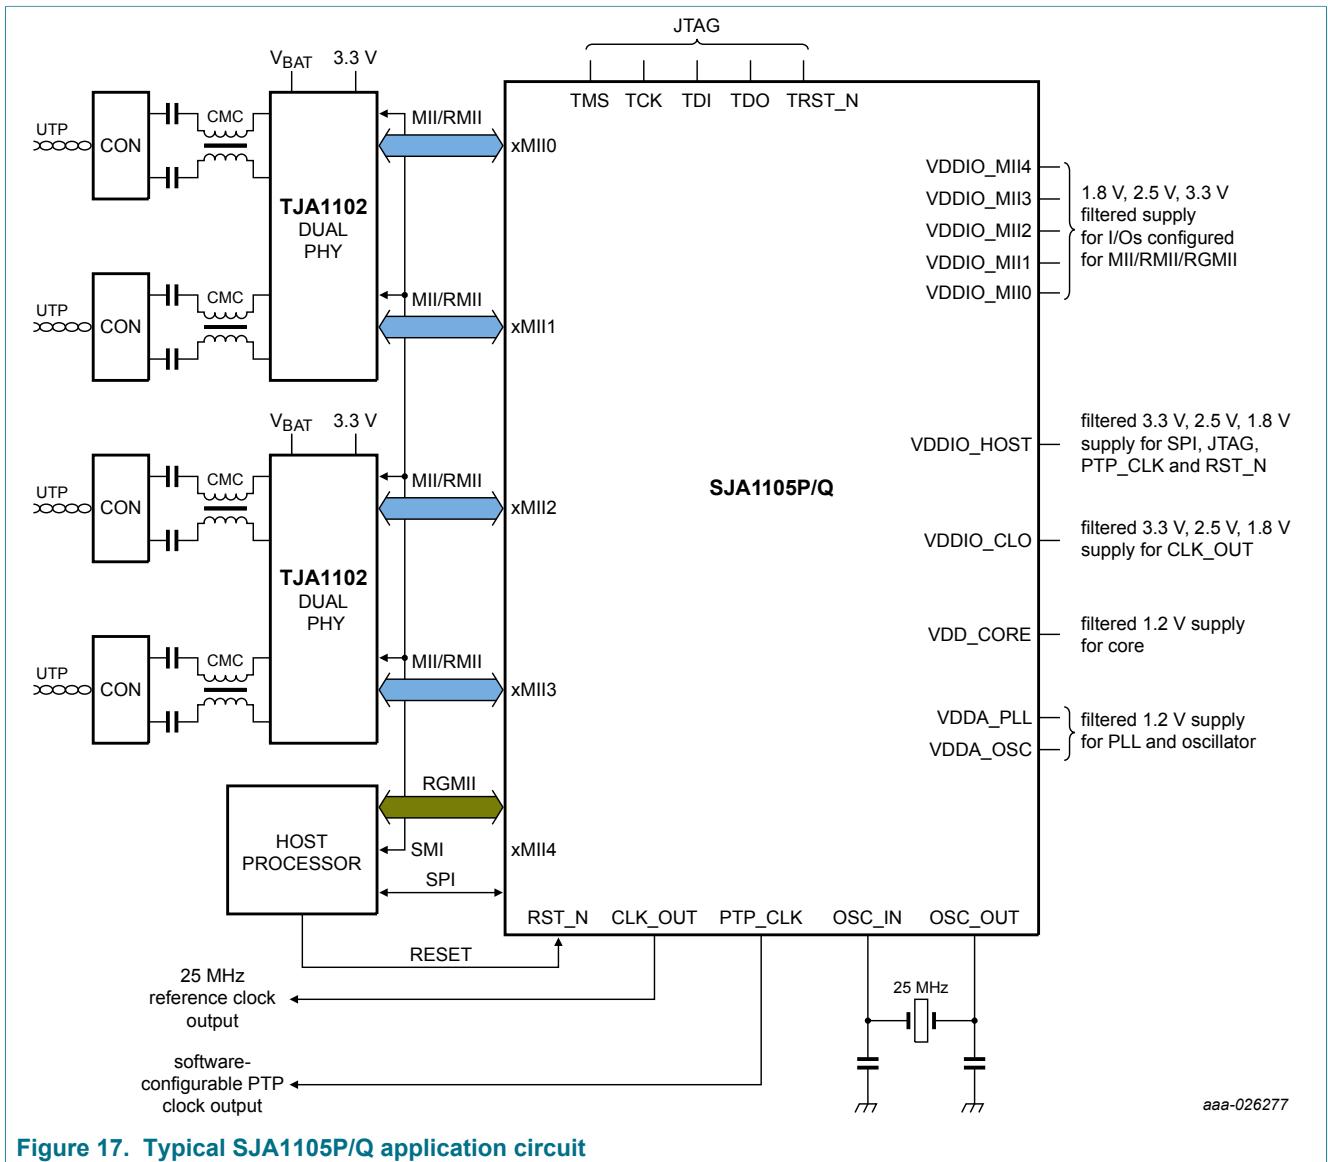 JTAG
TMS TCK TDI TDO TRST_N
VBAT 3.3 V
UTP
CON
CMC
MII/RMII
xMII0
TJA1102
DUAL
PHY
UTP
CON
CMC
MII/RMII
xMII1
VBAT 3.3 V
UTP
CON
CMC
MII/RMII
xMII2
TJA1102
DUAL
PHY
UTP
CON
CMC
MII/RMII
xMII3
SJA1105P/Q
VDDIO_MII4
VDDIO_MII3
VDDIO_MII2
VDDIO_MII1
VDDIO_MII0
1.8 V, 2.5 V, 3.3 V
filtered supply
for I/Os configured
for MII/RMII/RGMII
VDDIO_HOST
filtered 3.3 V, 2.5 V, 1.8 V
supply for SPI, JTAG,
PTP_CLK and RST_N
VDDIO_CLO
filtered 3.3 V, 2.5 V, 1.8 V
supply for CLK_OUT
VDD_CORE
filtered 1.2 V supply
for core
VDDA_PLL
VDDA_OSC
filtered 1.2 V supply
for PLL and oscillator
HOST
PROCESSOR
RGMII
SMI
xMII4
SPI
RST_N CLK_OUT PTP_CLK OSC_IN OSC_OUT
RESET
25 MHz
reference clock
output
25 MHz
software-
configurable PTP
clock output
aaa-026277
Figure 17. Typical SJA1105P/Q application circuit